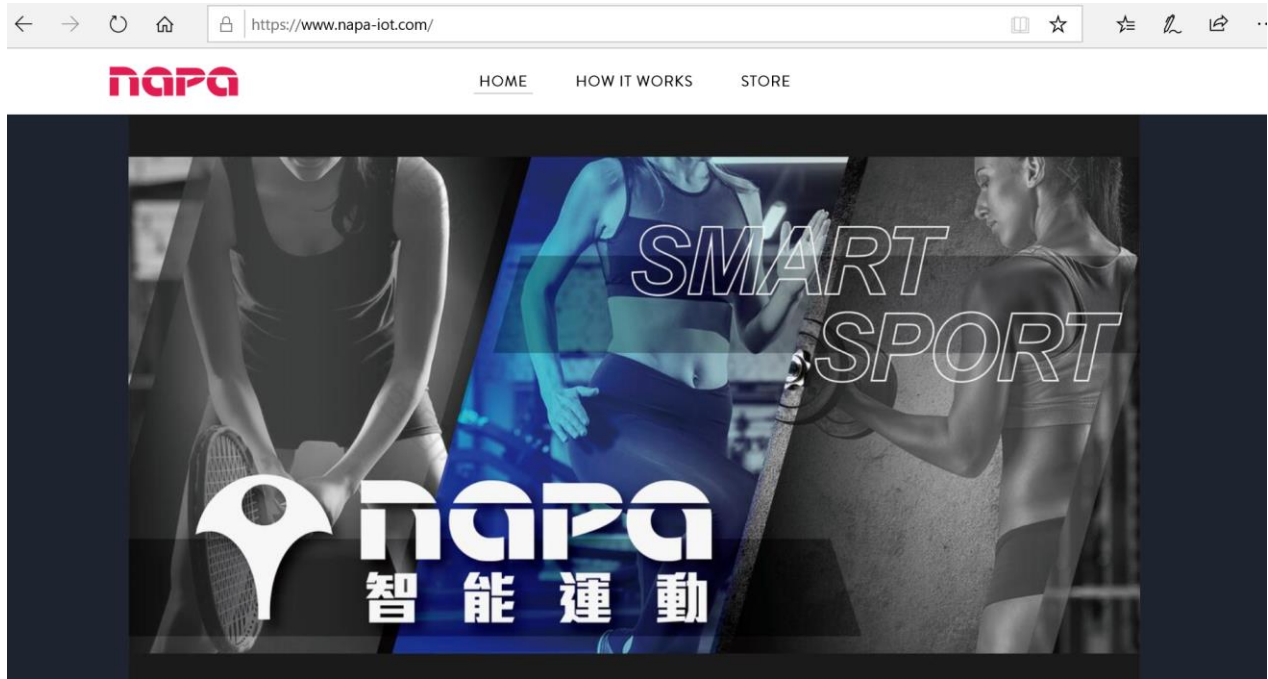 https://www.napa-iot.com/
napa
HOME HOW IT WORKS STORE
SMART
SPORT
napa
智能運動